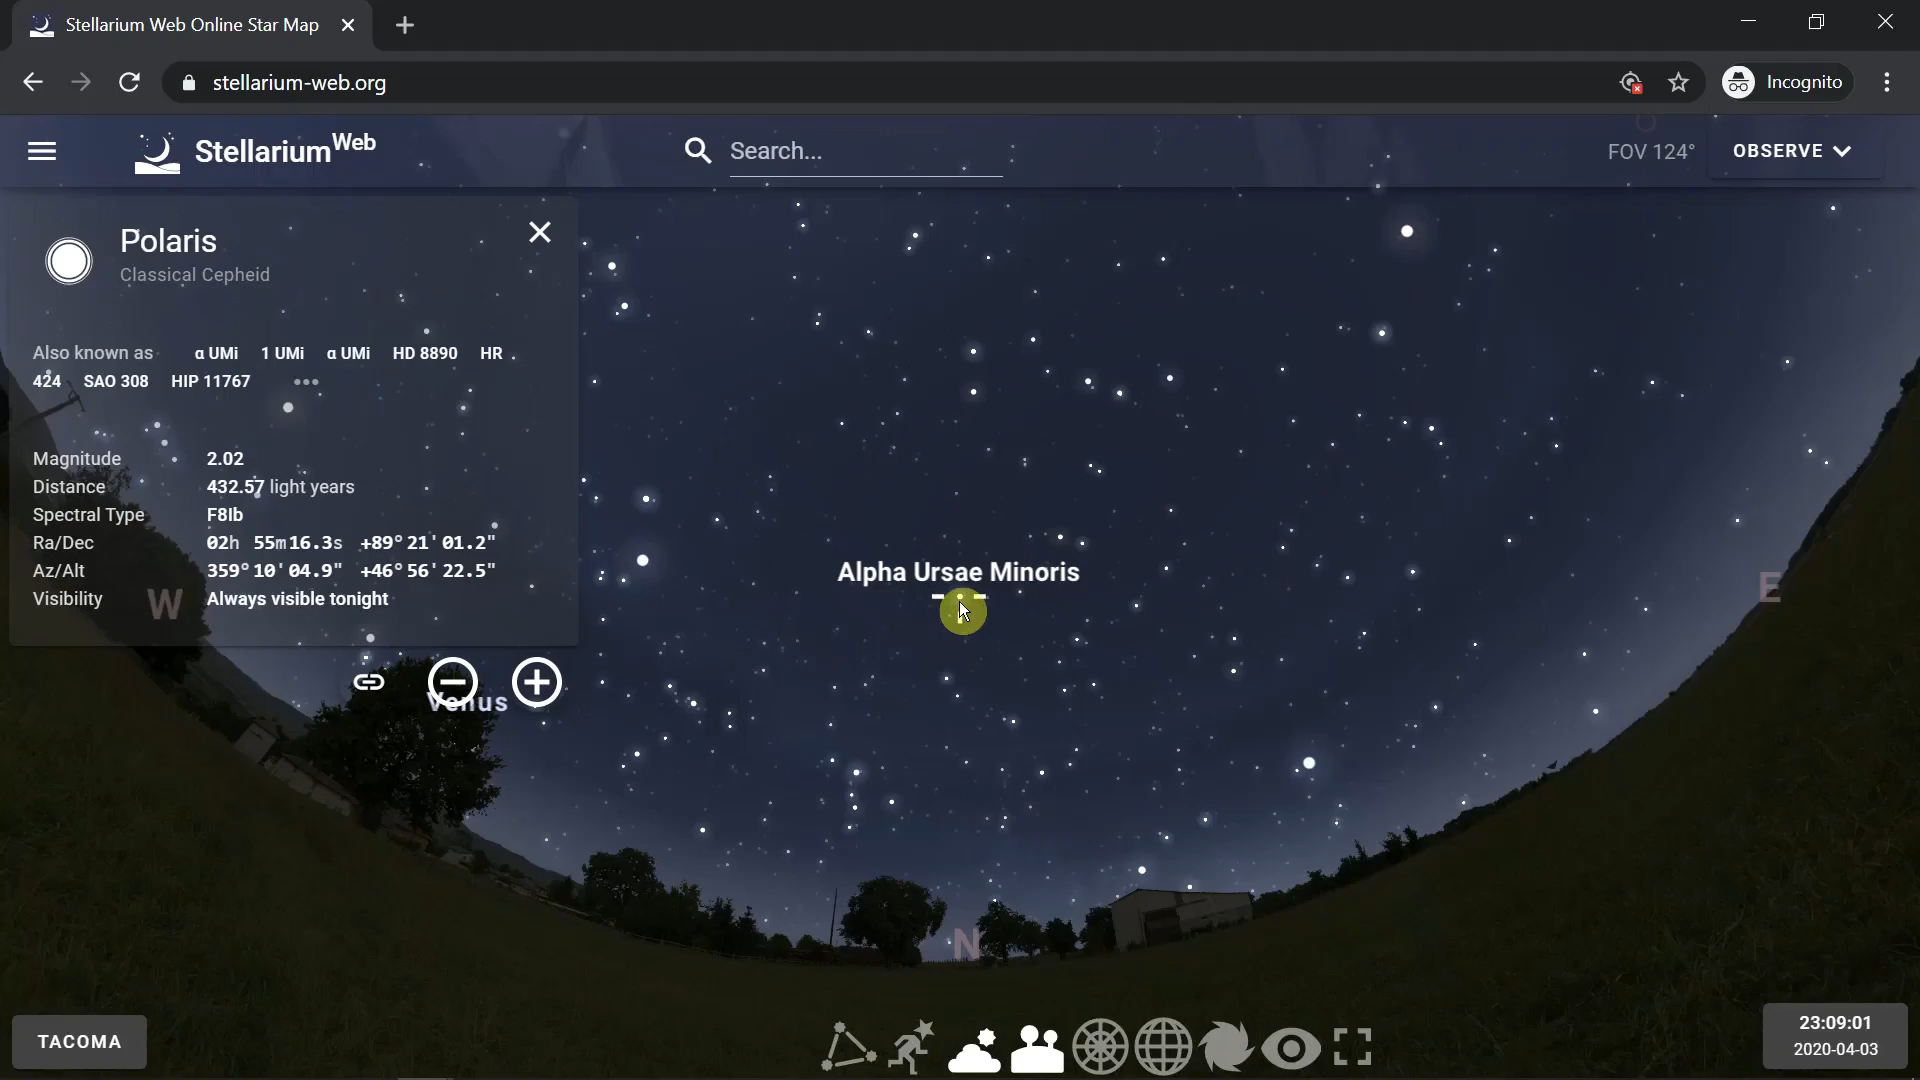 Stellarium Web Online Star Map
stellarium-web.org
Incognito
StellariumWeb
Search...
FOV 124°
OBSERVE
Polaris
Classical Cepheid
Also known as α UMi 1 UMi α UMi HD 8890 HR
424 SAO 308 HIP 11767
Magnitude 2.02
Distance 432.57 light years
Spectral Type F8Ib
Ra/Dec 02h 55m16.3s +89°21'01.2"
Az/Alt 359°10'04.9" +46°56'22.5"
Visibility Always visible tonight
W
Alpha Ursae Minoris
E
Venus
N
TACOMA
23:09:01
2020-04-03